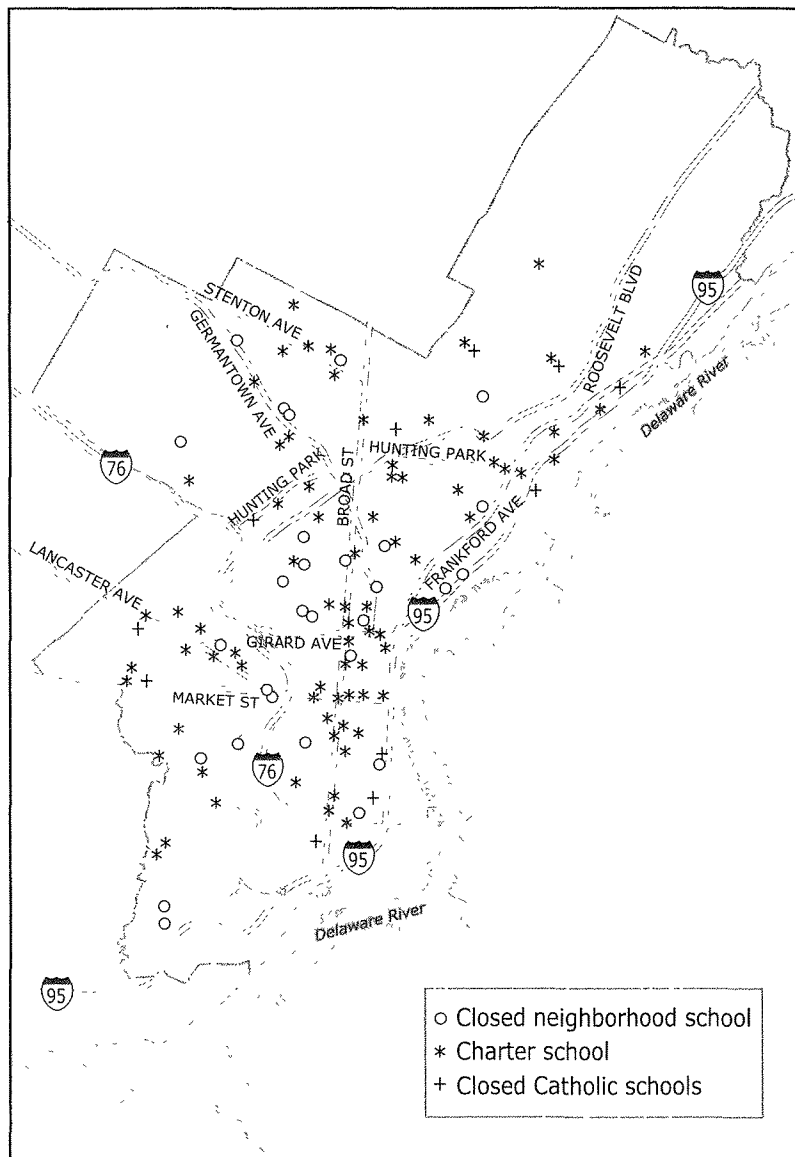 STENTON AVE
GERMANTOWN AVE
ROOSEVELT BLVD
95
Delaware River
76
HUNTING PARK
HUNTING PARK
BROAD ST
FRANKFORD AVE
LANCASTER AVE
95
GIRARD AVE
MARKET ST
76
95
Delaware River
95
Closed neighborhood school
Charter school
Closed Catholic schools